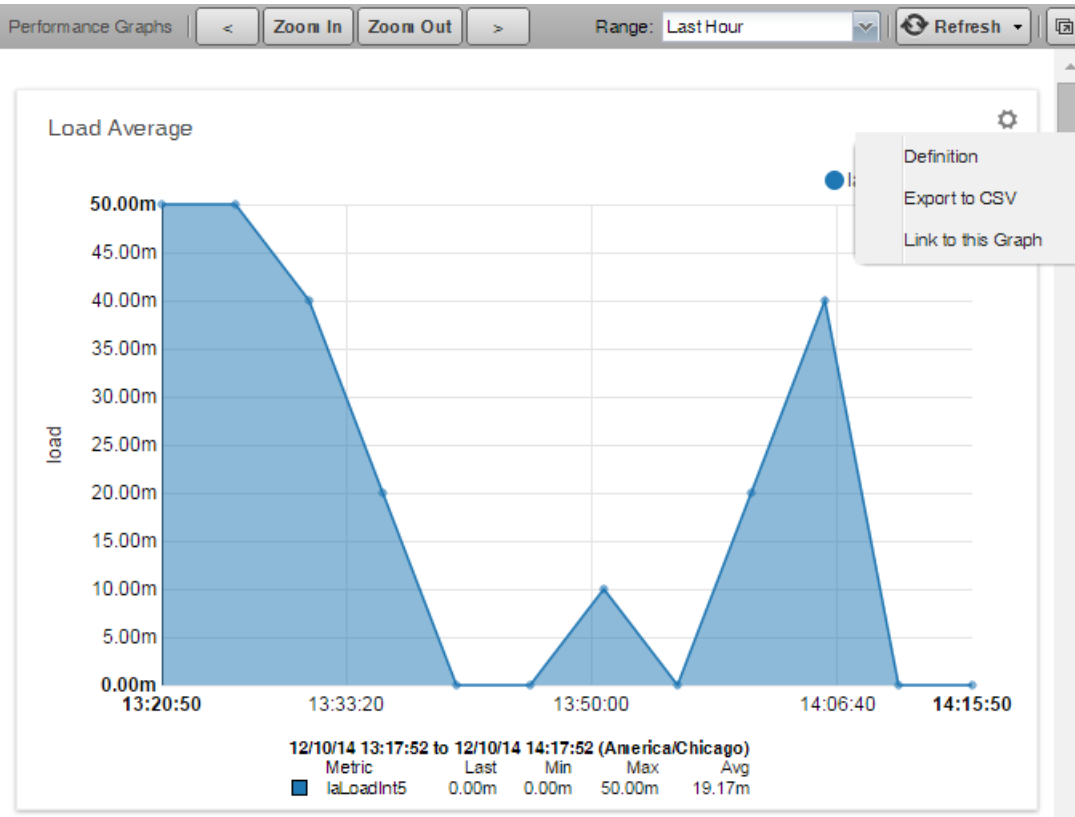 Performance Graphs < Zoom In Zoom Out > Range: Last Hour Refresh
Load Average
Definition
Export to CSV
Link to this Graph
50.00m
45.00m
40.00m
35.00m
30.00m
25.00m
20.00m
15.00m
10.00m
5.00m
0.00m
load
13:20:50 13:33:20 13:50:00 14:06:40 14:15:50
12/10/14 13:17:52 to 12/10/14 14:17:52 (America/Chicago)
Metric Last Min Max Avg
laLoadInt5 0.00m 0.00m 50.00m 19.17m